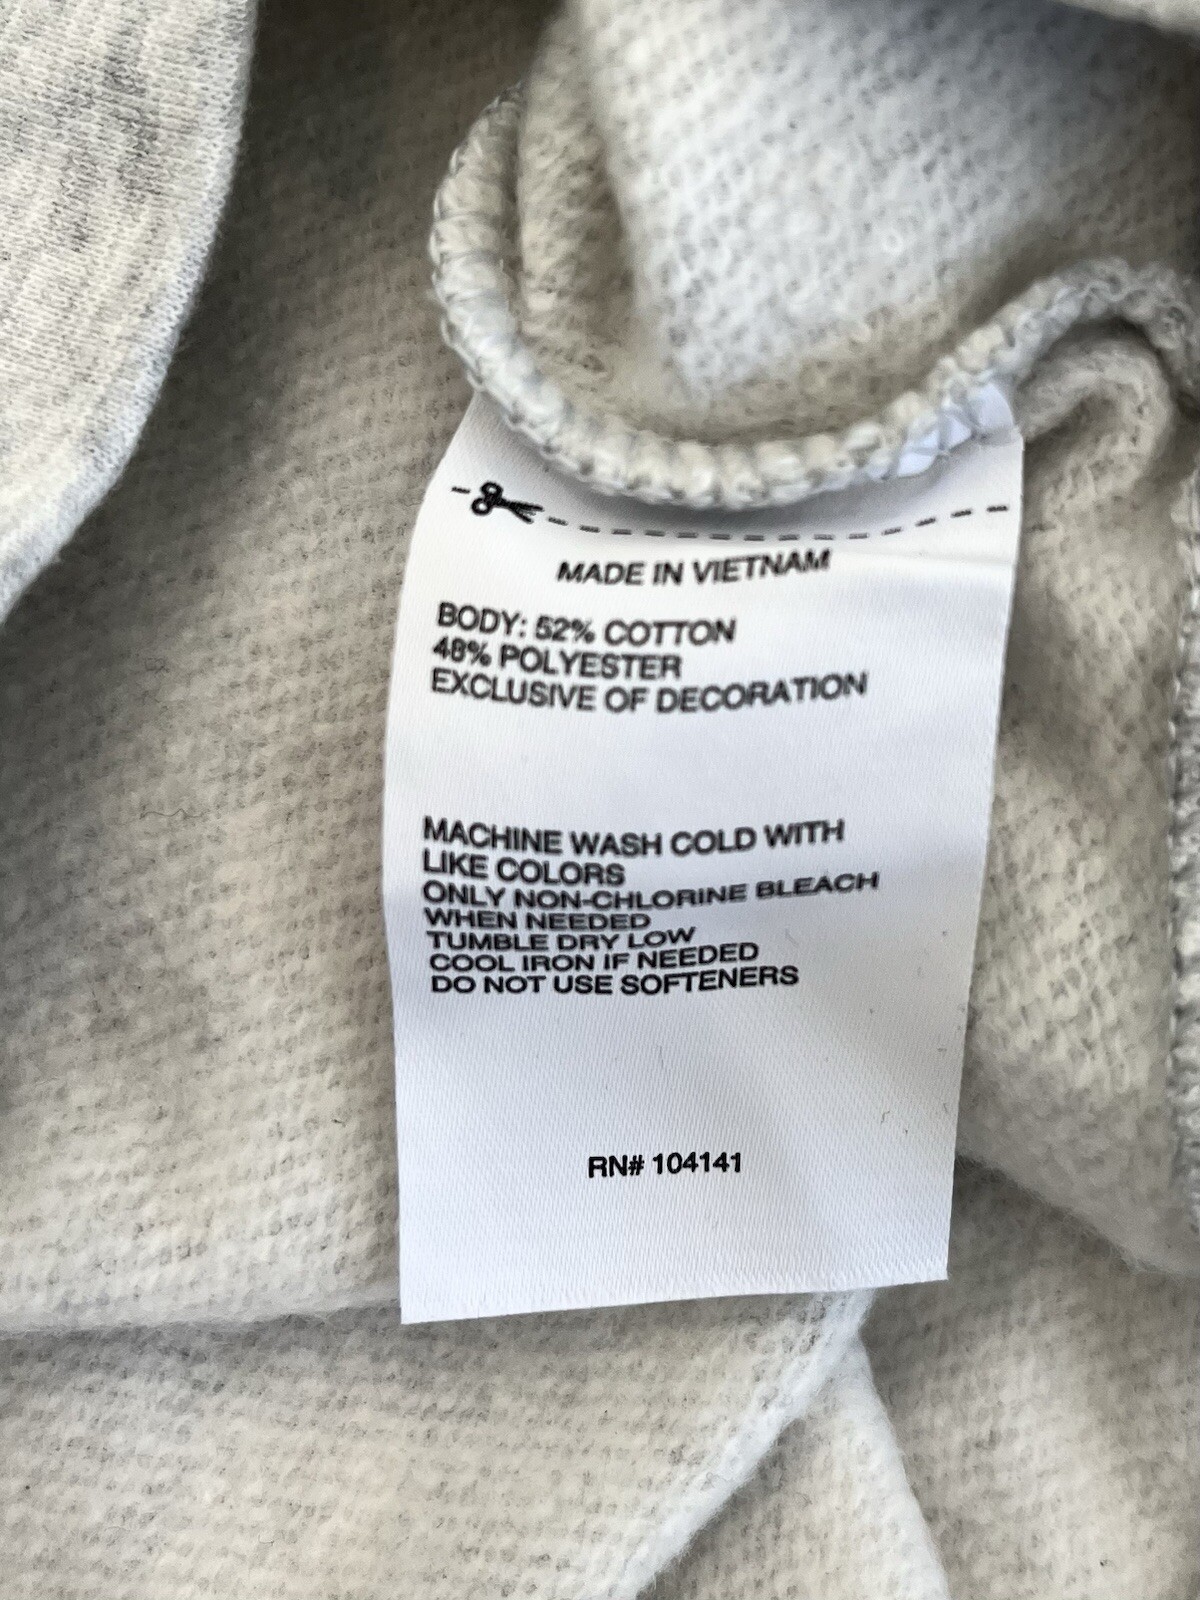 MADE IN VIETNAM
BODY: 52% COTTON
48% POLYESTER
EXCLUSIVE OF DECORATION
MACHINE WASH COLD WITH
LIKE COLORS
ONLY NON-CHLORINE BLEACH
WHEN NEEDED
TUMBLE DRY LOW
COOL IRON IF NEEDED
DO NOT USE SOFTENERS
RN# 104141